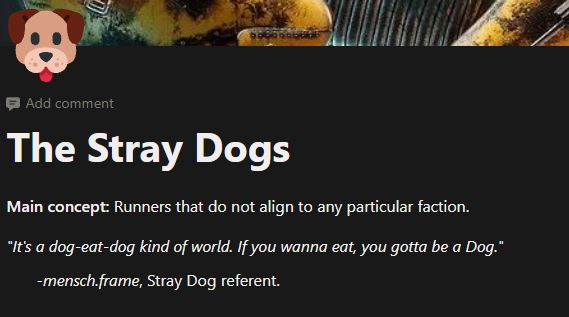 Add comment
The Stray Dogs
Main concept: Runners that do not align to any particular faction.
"It's a dog-eat-dog kind of world. If you wanna eat, you gotta be a Dog."
-mensch.frame, Stray Dog referent.